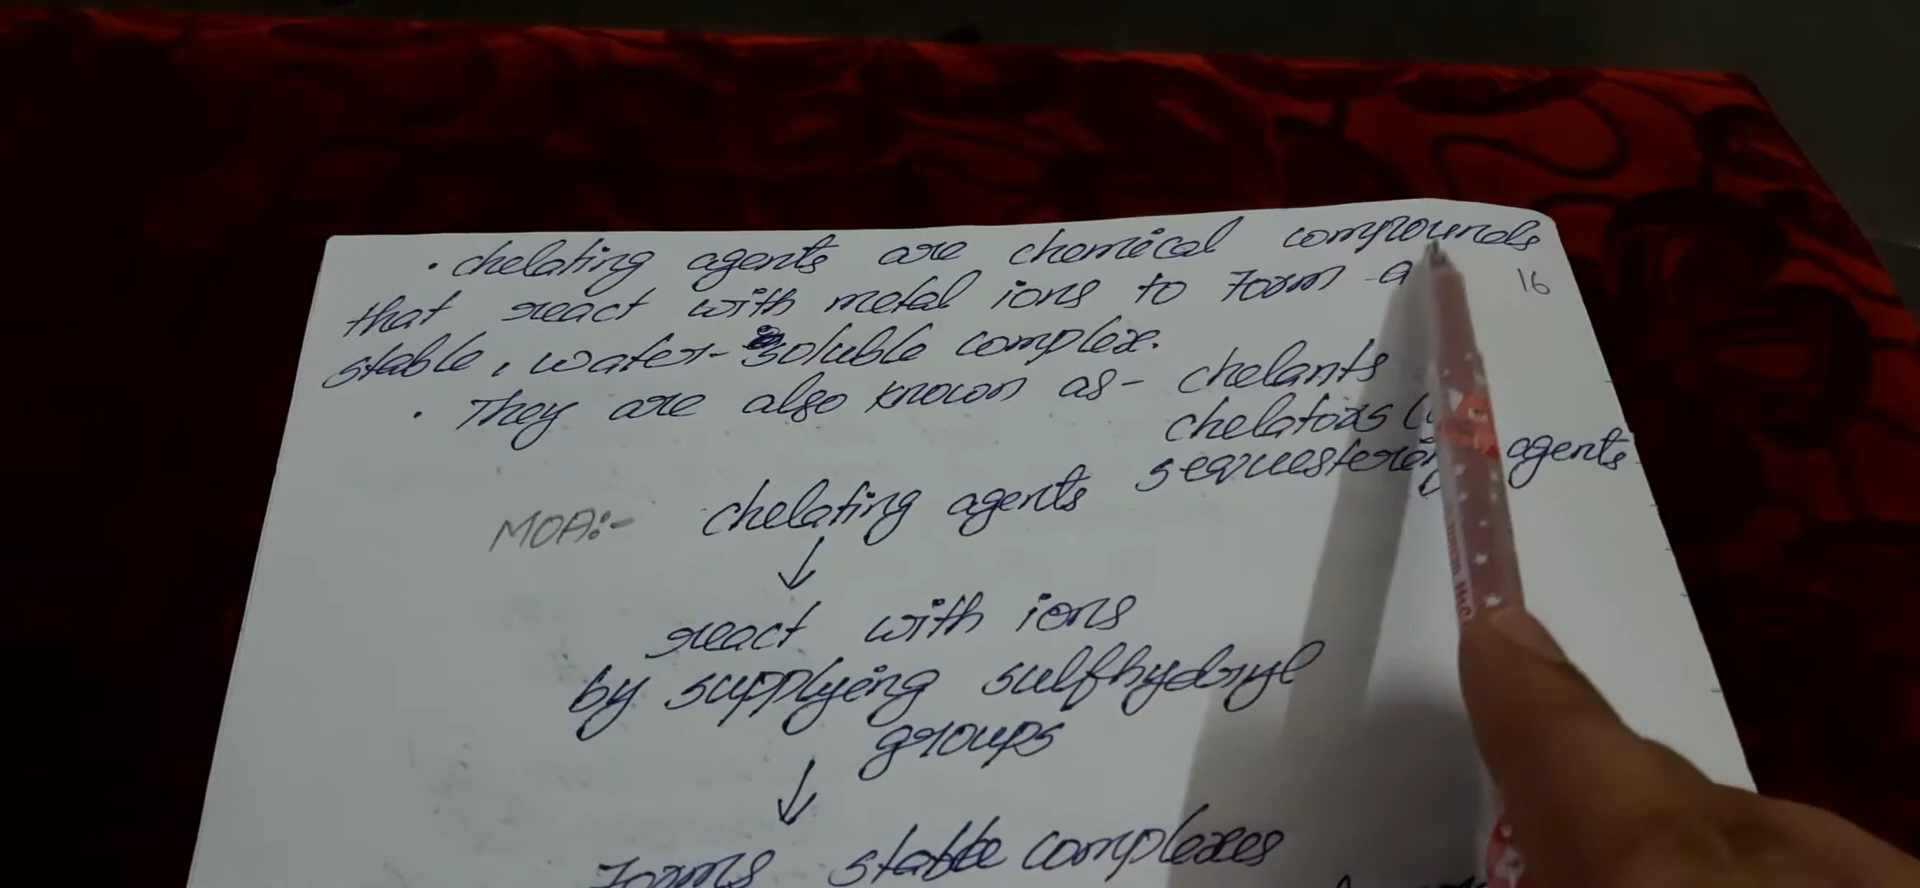 • chelating agents are chemical compounds
that react with metal ions to form a
16
stable, water-soluble complex.
• They are also known as - chelants
chelators
sequestering agents
MOA:- chelating agents
↓
react with ions
by supplying sulfhydryl
groups
↓
Forms stable complexes